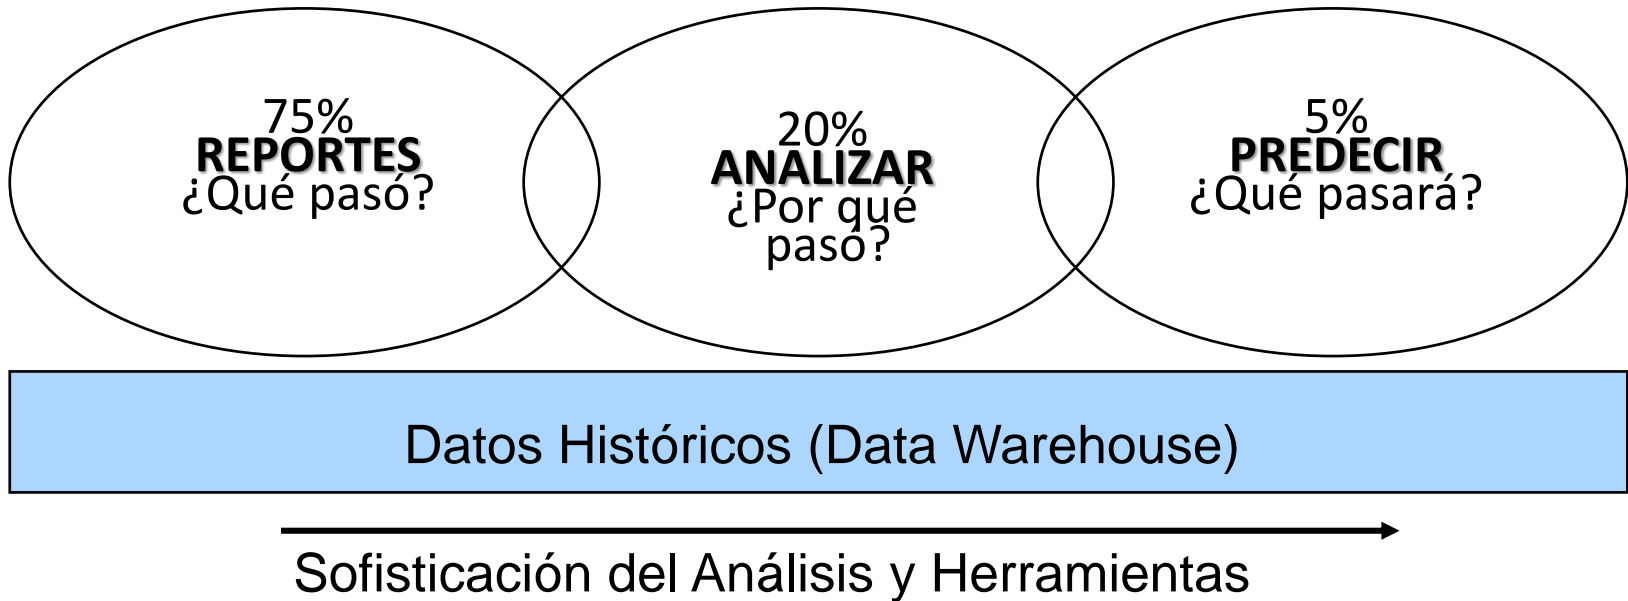 75%
REPORTES
¿Qué pasó?
20%
ANALIZAR
¿Por qué
pasó?
5%
PREDECIR
¿Qué pasará?
Datos Históricos (Data Warehouse)
Sofisticación del Análisis y Herramientas